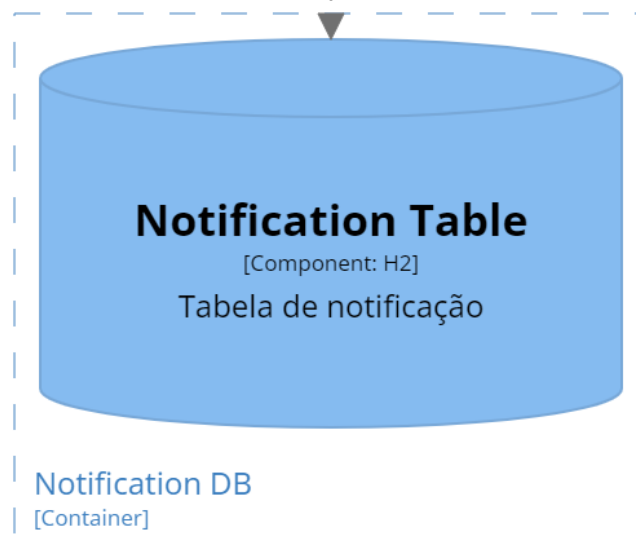 Notification Table
[Component: H2]
Tabela de notificação
Notification DB
[Container]